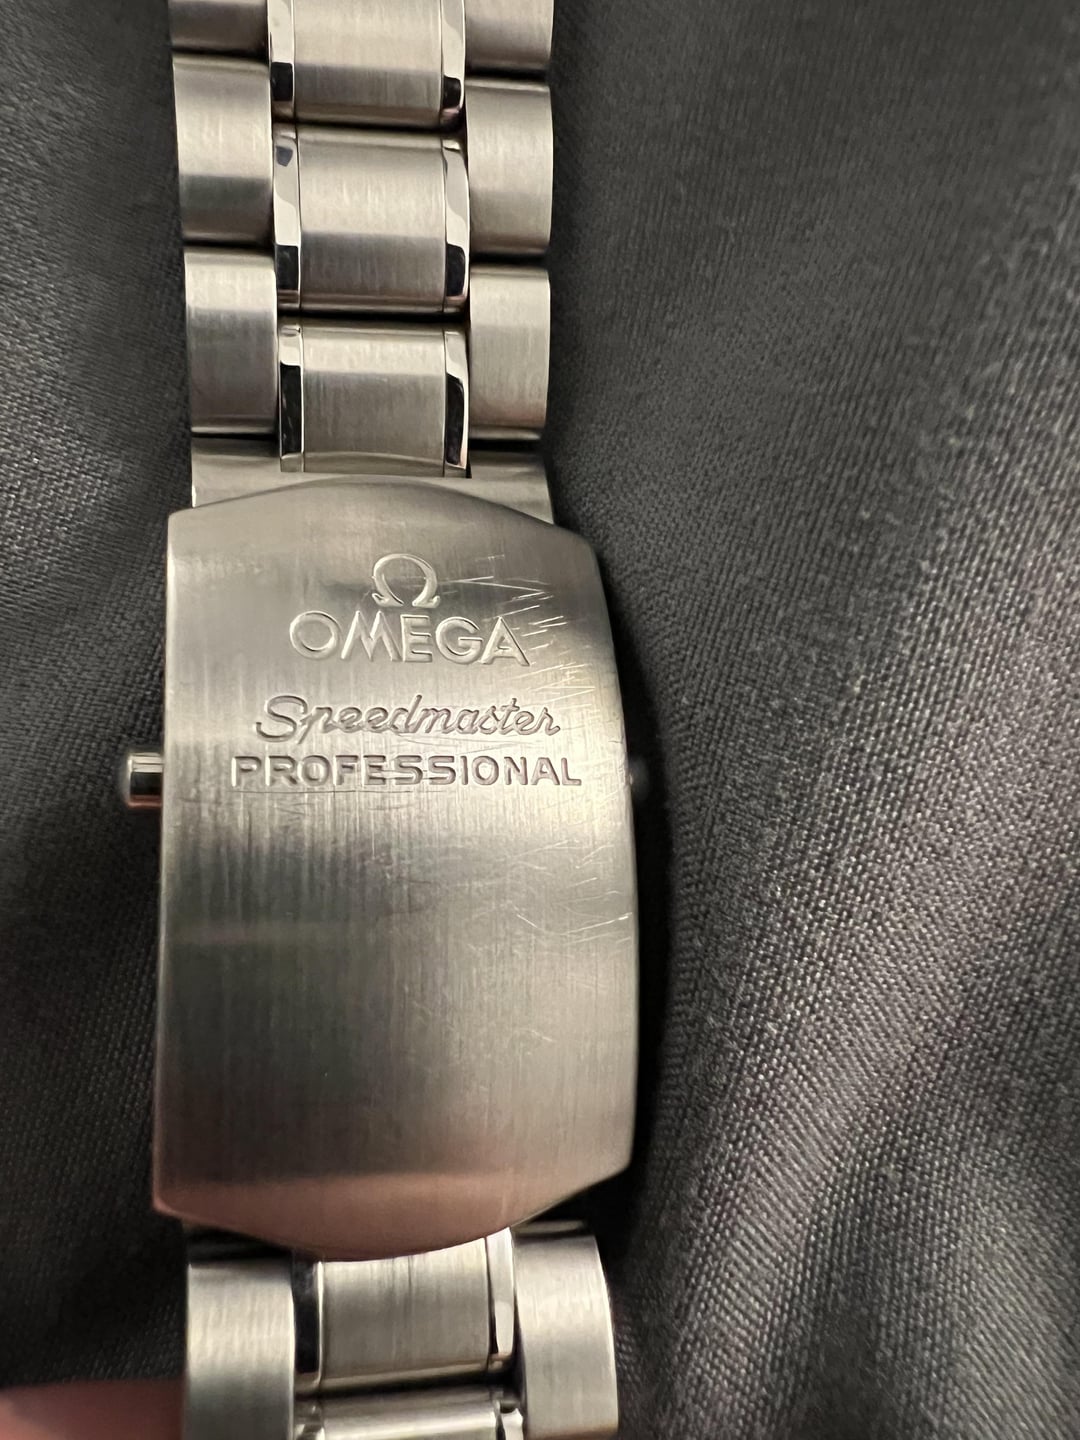 Ω
OMEGA
Speedmaster
PROFESSIONAL